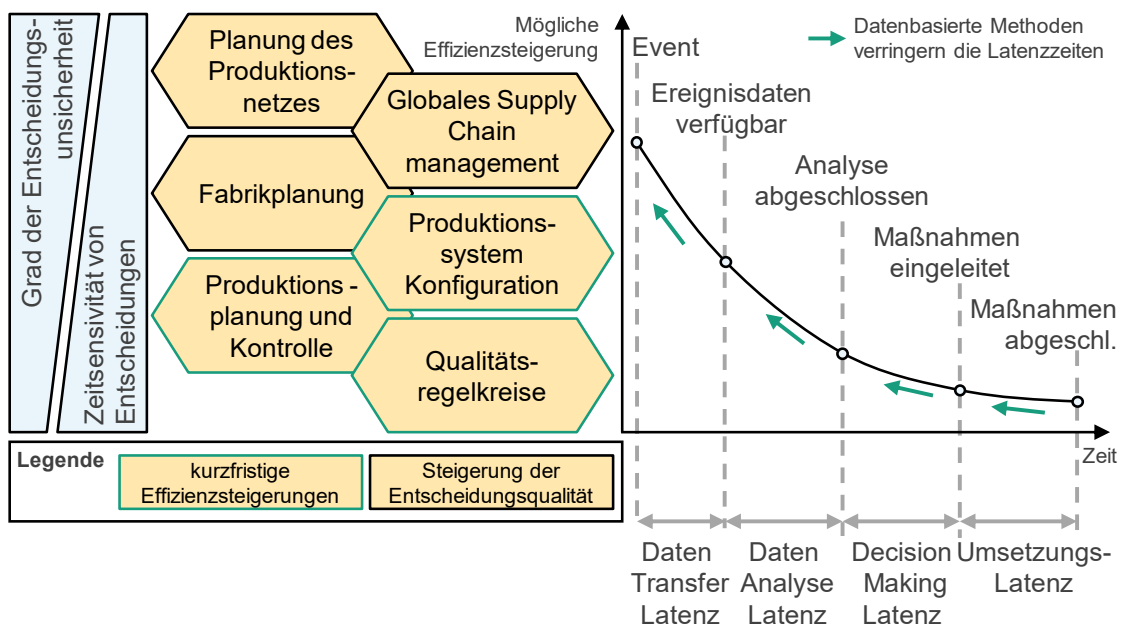 Grad der Entscheidungs-
unsicherheit
Zeitsensivität von
Entscheidungen
Planung des
Produktions-
netzes
Globales Supply
Chain
management
Fabrikplanung
Produktions-
system
Konfiguration
Produktions -
planung und
Kontrolle
Qualitäts-
regelkreise
Legende
kurzfristige
Effizienzsteigerungen
Steigerung der
Entscheidungsqualität
Mögliche
Effizienzsteigerung
Datenbasierte Methoden
verringern die Latenzzeiten
Event
Ereignisdaten
verfügbar
Analyse
abgeschlossen
Maßnahmen
eingeleitet
Maßnahmen
abgeschl.
Zeit
Daten
Transfer
Latenz
Daten
Analyse
Latenz
Decision
Making
Latenz
Umsetzungs-
Latenz